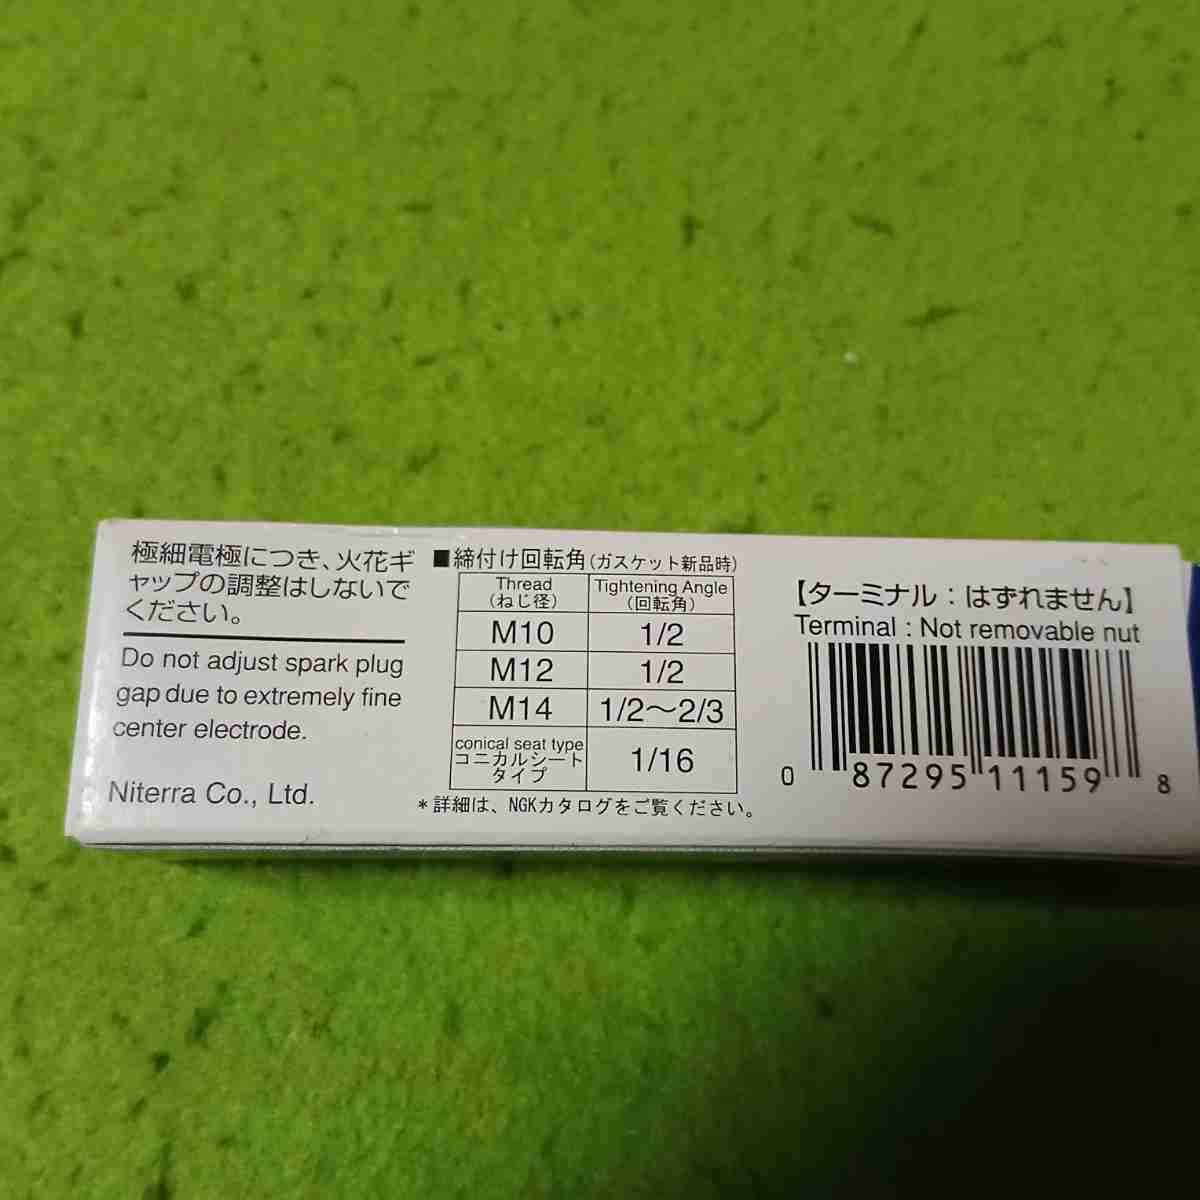 極細電極につき、火花ギ
ャップの調整はしないで
ください。
Do not adjust spark plug
gap due to extremely fine
center electrode.
Niterra Co., Ltd.
■締付け回転角(ガスケット新品時)
Thread Tightening Angle
(ねじ径) (回転角)
M10 1/2
M12 1/2
M14 1/2〜2/3
conical seat type
コニカルシート
タイプ 1/16
*詳細は、NGKカタログをご覧ください。
【ターミナル:はずれません】
Terminal : Not removable nut
0 87295 11159 8